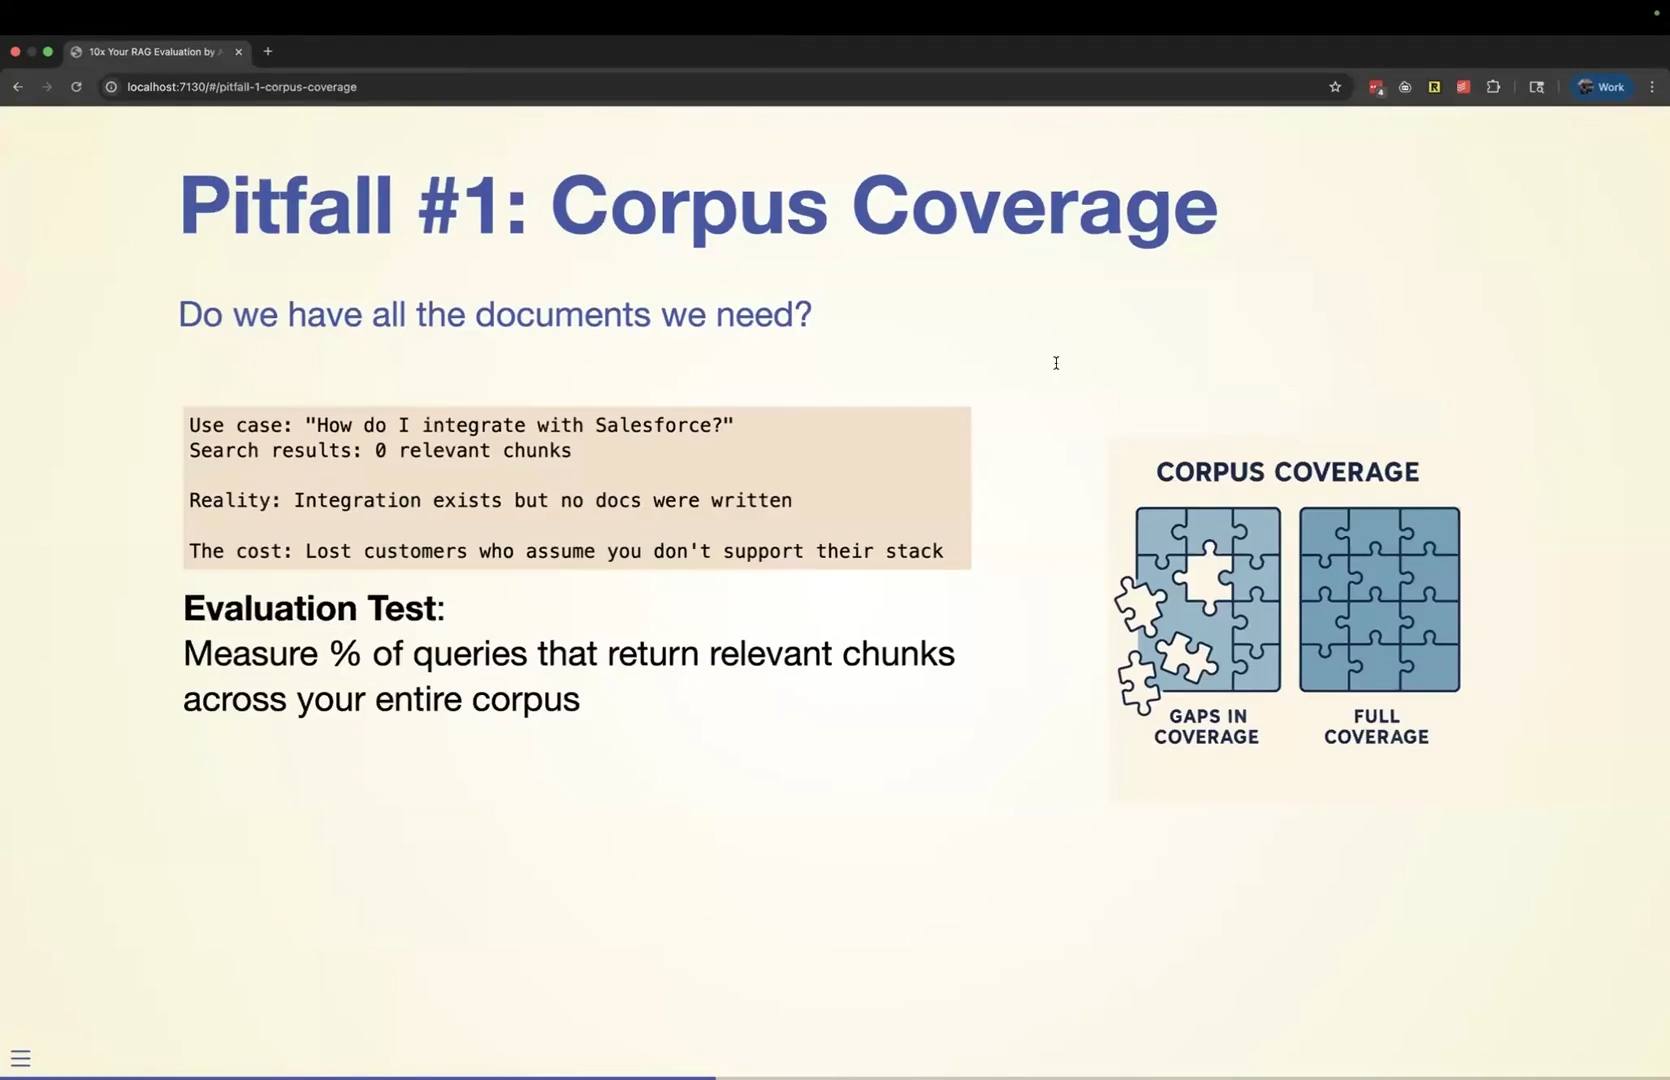 10x Your RAG Evaluation by
localhost:7130/#/pitfall-1-corpus-coverage
4
R
Work
Pitfall #1: Corpus Coverage
Do we have all the documents we need?
Use case: "How do I integrate with Salesforce?"
Search results: 0 relevant chunks
Reality: Integration exists but no docs were written
The cost: Lost customers who assume you don't support their stack
Evaluation Test:
Measure % of queries that return relevant chunks
across your entire corpus
CORPUS COVERAGE
GAPS IN
COVERAGE
FULL
COVERAGE